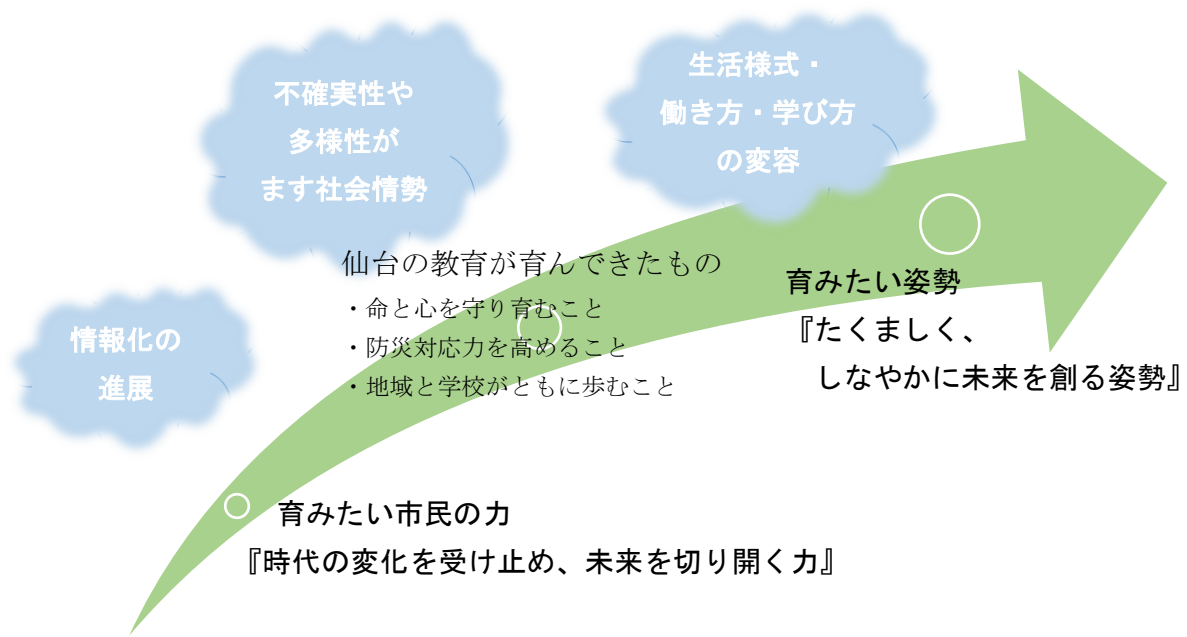 不確実性や
多様性が
ます社会情勢
生活様式・
働き方・学び方
の変容
情報化の
進展
仙台の教育が育んできたもの
・命と心を守り育むこと
・防災対応力を高めること
・地域と学校がともに歩むこと
育みたい姿勢
『たくましく、
しなやかに未来を創る姿勢』
育みたい市民の力
『時代の変化を受け止め、未来を切り開く力』